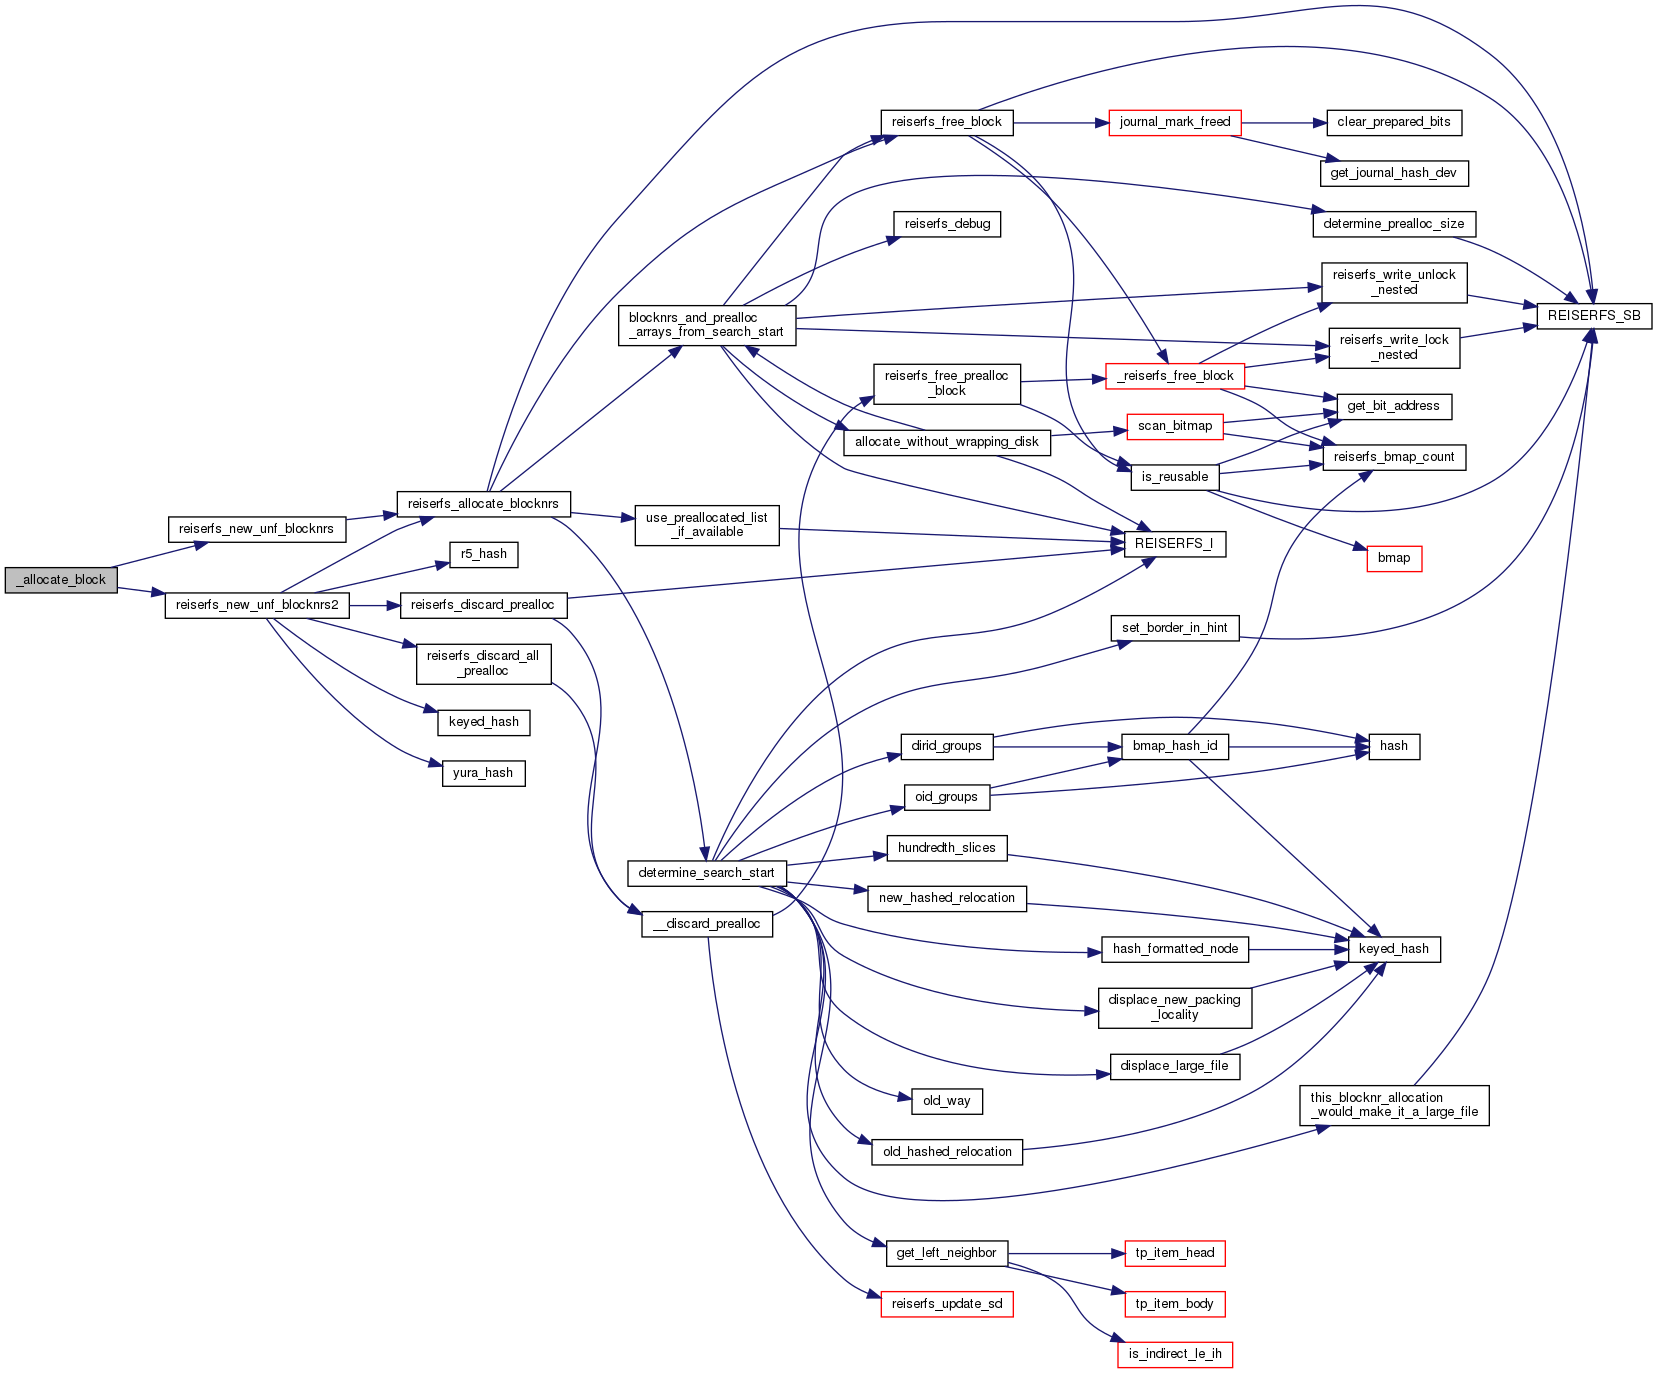 reiserfs_free_block
journal_mark_freed
clear_prepared_bits
get_journal_hash_dev
reiserfs_debug
determine_prealloc_size
reiserfs_write_unlock
_nested
blocknrs_and_prealloc
_arrays_from_search_start
REISERFS_SB
reiserfs_write_lock
_nested
reiserfs_free_prealloc
_block
_reiserfs_free_block
get_bit_address
scan_bitmap
allocate_without_wrapping_disk
reiserfs_bmap_count
is_reusable
reiserfs_allocate_blocknrs
use_preallocated_list
_if_available
reiserfs_new_unf_blocknrs
REISERFS_I
r5_hash
bmap
_allocate_block
reiserfs_new_unf_blocknrs2
reiserfs_discard_prealloc
set_border_in_hint
reiserfs_discard_all
_prealloc
keyed_hash
dirid_groups
bmap_hash_id
hash
yura_hash
oid_groups
hundredth_slices
determine_search_start
new_hashed_relocation
__discard_prealloc
hash_formatted_node
keyed_hash
displace_new_packing
_locality
displace_large_file
old_way
this_blocknr_allocation
_would_make_it_a_large_file
old_hashed_relocation
get_left_neighbor
tp_item_head
reiserfs_update_sd
tp_item_body
is_indirect_le_ih